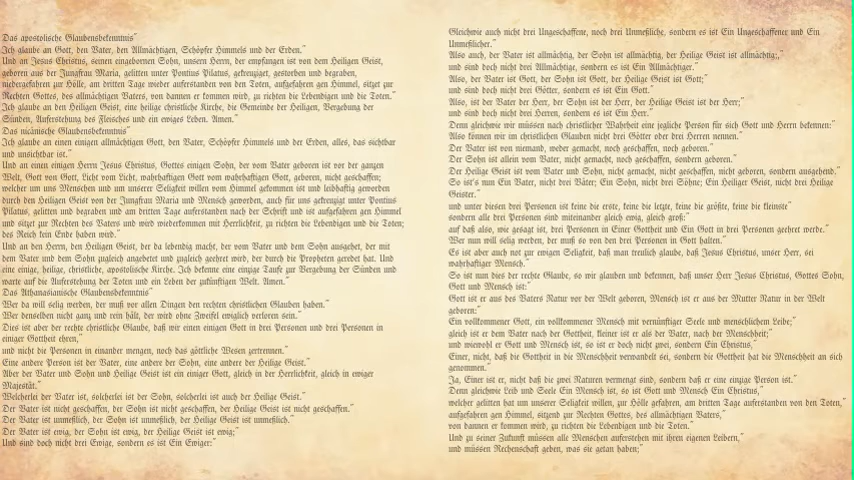 Das apostolische Glaubensbekenntnis"
Ich glaube an Gott, den Vater, den Allmächtigen, Schöpfer Himmels und der Erden."
Und an Jesus Christus, seinen eingebornen Sohn, unsern Herrn, der empfangen ist von dem Heiligen Geist,
geboren aus der Jungfrau Maria, gelitten unter Pontius Pilatus, gekreuziget, gestorben und begraben,
niedergefahren zur Hölle, am dritten Tage wieder auferstanden von den Toten, aufgefahren gen Himmel, sitzet zur
Rechten Gottes, des allmächtigen Vaters, von dannen er kommen wird, zu richten die Lebendigen und die Toten."
Ich glaube an den Heiligen Geist, eine heilige christliche Kirche, die Gemeinde der Heiligen, Vergebung der
Sünden, Auferstehung des Fleisches und ein ewiges Leben. Amen."
Das nicänische Glaubensbekenntnis"
Ich glaube an einen einigen allmächtigen Gott, den Vater, Schöpfer Himmels und der Erden, alles, das sichtbar
und unsichtbar ist."
Und an einen einigen Herrn Jesus Christus, Gottes einigen Sohn, der vom Vater geboren ist vor der ganzen
Welt, Gott von Gott, Licht vom Licht, wahrhaftigen Gott vom wahrhaftigen Gott, geboren, nicht geschaffen;
welcher um uns Menschen und um unserer Seligkeit willen vom Himmel gekommen ist und leibhaftig geworden
durch den Heiligen Geist von der Jungfrau Maria und Mensch geworden, auch für uns gekreuzigt unter Pontius
Pilatus, gelitten und begraben und am dritten Tage auferstanden nach der Schrift und ist aufgefahren gen Himmel
und sitzet zur Rechten des Vaters und wird wiederkommen mit Herrlichkeit, zu richten die Lebendigen und die Toten;
des Reich kein Ende haben wird."
Und an den Herrn, den Heiligen Geist, der da lebendig macht, der vom Vater und dem Sohn ausgehet, der mit
dem Vater und dem Sohn zugleich angebetet und zugleich geehret wird, der durch die Propheten geredet hat. Und
eine einige, heilige, christliche, apostolische Kirche. Ich bekenne eine einige Taufe zur Vergebung der Sünden und
warte auf die Auferstehung der Toten und ein Leben der zukünftigen Welt. Amen."
Das Athanasianische Glaubensbekenntnis"
Wer da will selig werden, der muß vor allen Dingen den rechten christlichen Glauben haben."
Wer denselben nicht ganz und rein hält, der wird ohne Zweifel ewiglich verloren sein."
Dies ist aber der rechte christliche Glaube, daß wir einen einigen Gott in drei Personen und drei Personen in
einiger Gottheit ehren,"
und nicht die Personen in einander mengen, noch das göttliche Wesen zertrennen."
Eine andere Person ist der Vater, eine andere der Sohn, eine andere der Heilige Geist."
Aber der Vater und Sohn und Heilige Geist ist ein einiger Gott, gleich in der Herrlichkeit, gleich in ewiger
Majestät."
Welcherlei der Vater ist, solcherlei ist der Sohn, solcherlei ist auch der Heilige Geist."
Der Vater ist nicht geschaffen, der Sohn ist nicht geschaffen, der Heilige Geist ist nicht geschaffen."
Der Vater ist unmeßlich, der Sohn ist unmeßlich, der Heilige Geist ist unmeßlich."
Der Vater ist ewig, der Sohn ist ewig, der Heilige Geist ist ewig;"
Und sind doch nicht drei Ewige, sondern es ist Ein Ewiger:"
Gleichwie auch nicht drei Ungeschaffene, noch drei Unmeßliche, sondern es ist Ein Ungeschaffener und Ein
Unmeßlicher."
Also auch, der Vater ist allmächtig, der Sohn ist allmächtig, der Heilige Geist ist allmächtig;,"
und sind doch nicht drei Allmächtige, sondern es ist Ein Allmächtiger."
Also, der Vater ist Gott, der Sohn ist Gott, der Heilige Geist ist Gott;"
und sind doch nicht drei Götter, sondern es ist Ein Gott."
Also, ist der Vater der Herr, der Sohn ist der Herr, der Heilige Geist ist der Herr;"
und sind doch nicht drei Herren, sondern es ist Ein Herr."
Denn gleichwie wir müssen nach christlicher Wahrheit eine jegliche Person für sich Gott und Herrn bekennen:"
Also können wir im christlichen Glauben nicht drei Götter oder drei Herren nennen."
Der Vater ist von niemand, weder gemacht, noch geschaffen, noch geboren."
Der Sohn ist allein vom Vater, nicht gemacht, noch geschaffen, sondern geboren."
Der Heilige Geist ist vom Vater und Sohn, nicht gemacht, nicht geschaffen, nicht geboren, sondern ausgehend."
So ist's nun Ein Vater, nicht drei Väter; Ein Sohn, nicht drei Söhne; Ein Heiliger Geist, nicht drei Heilige
Geister."
und unter diesen drei Personen ist keine die erste, keine die letzte, keine die größte, keine die kleinste"
sondern alle drei Personen sind miteinander gleich ewig, gleich groß:"
auf daß also, wie gesagt ist, drei Personen in Einer Gottheit und Ein Gott in drei Personen geehret werde."
Wer nun will selig werden, der muß so von den drei Personen in Gott halten."
Es ist aber auch not zur ewigen Seligkeit, daß man treulich glaube, daß Jesus Christus, unser Herr, sei
wahrhaftiger Mensch."
So ist nun dies der rechte Glaube, so wir glauben und bekennen, daß unser Herr Jesus Christus, Gottes Sohn,
Gott und Mensch ist:"
Gott ist er aus des Vaters Natur vor der Welt geboren, Mensch ist er aus der Mutter Natur in der Welt
geboren:"
Ein vollkommener Gott, ein vollkommener Mensch mit vernünftiger Seele und menschlichem Leibe;"
gleich ist er dem Vater nach der Gottheit, kleiner ist er als der Vater, nach der Menschheit;"
und wiewohl er Gott und Mensch ist, so ist er doch nicht zwei, sondern Ein Christus,"
Einer, nicht, daß die Gottheit in die Menschheit verwandelt sei, sondern die Gottheit hat die Menschheit an sich
genommen."
Ja, Einer ist er, nicht daß die zwei Naturen vermengt sind, sondern daß er eine einzige Person ist."
Denn gleichwie Leib und Seele Ein Mensch ist, so ist Gott und Mensch Ein Christus,"
welcher gelitten hat um unserer Seligkeit willen, zur Hölle gefahren, am dritten Tage auferstanden von den Toten,"
aufgefahren gen Himmel, sitzend zur Rechten Gottes, des allmächtigen Vaters,"
von dannen er kommen wird, zu richten die Lebendigen und die Toten."
Und zu seiner Zukunft müssen alle Menschen auferstehen mit ihren eigenen Leibern,"
und müssen Rechenschaft geben, was sie getan haben;"